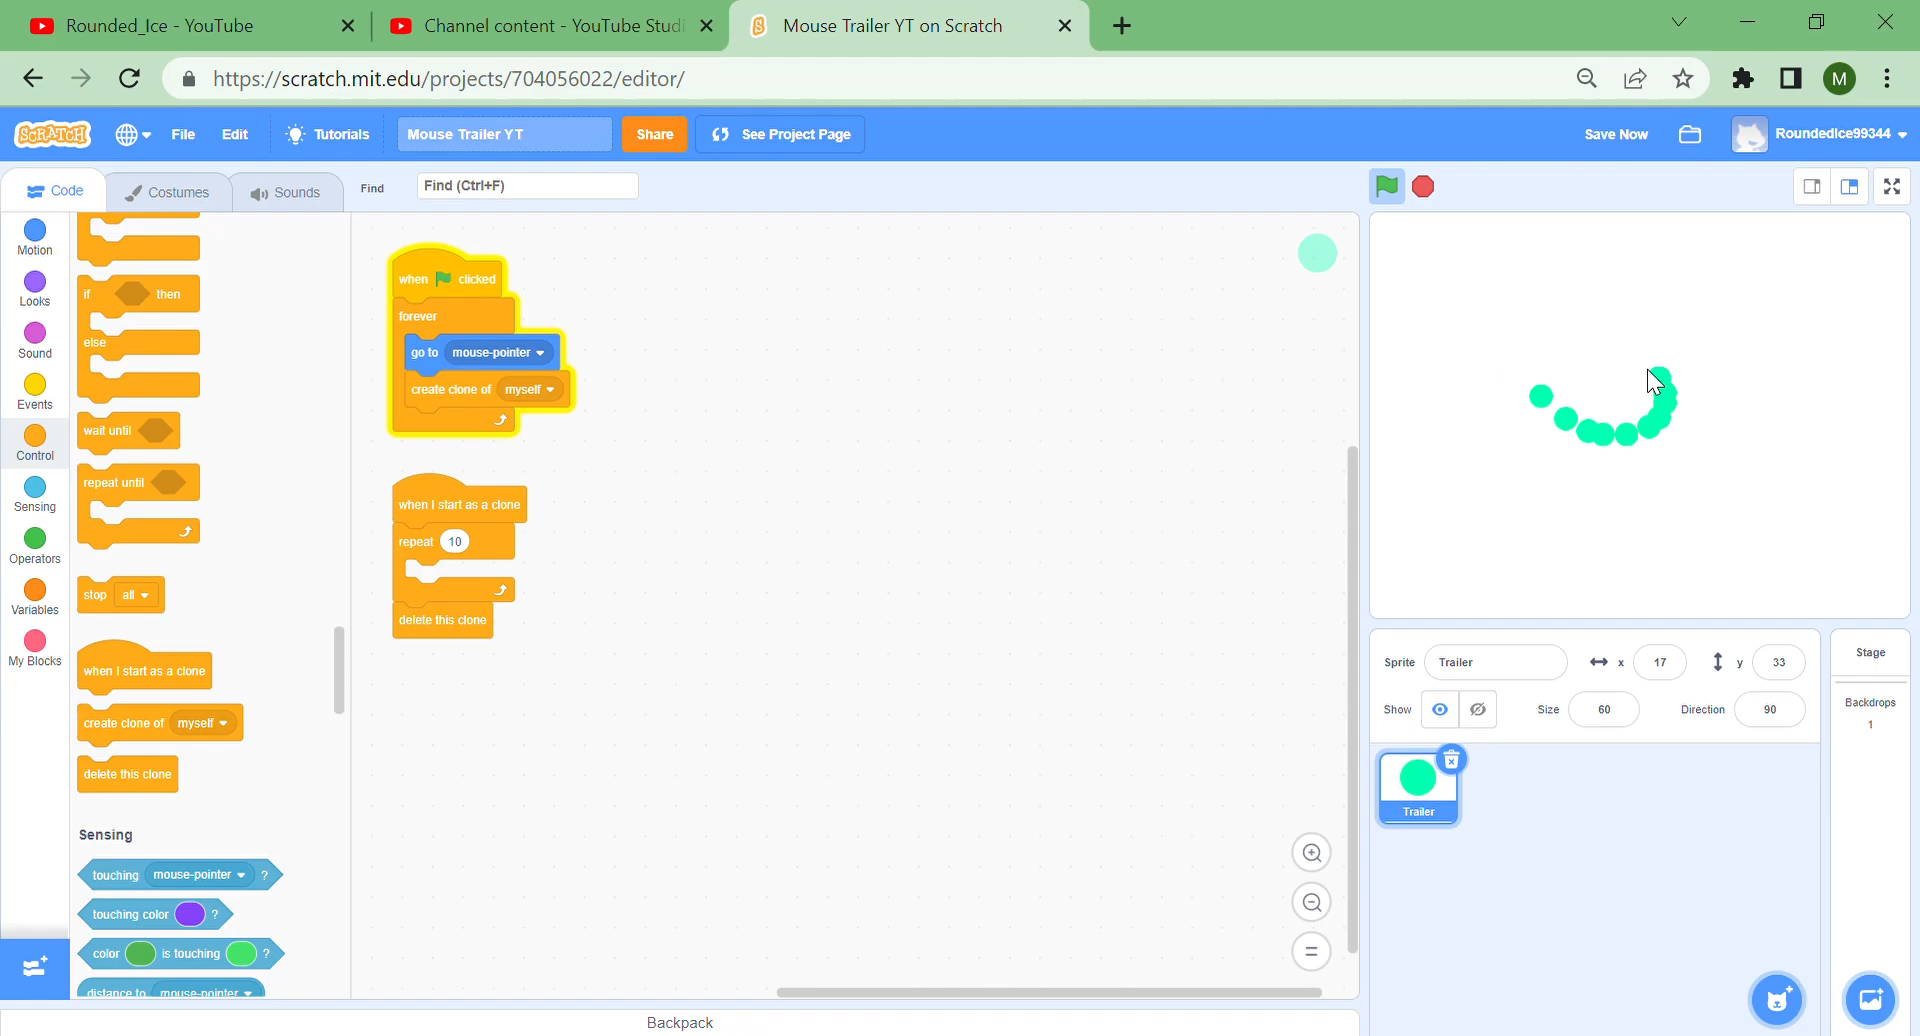 Rounded_Ice - YouTube
Channel content - YouTube Studi
Mouse Trailer YT on Scratch
https://scratch.mit.edu/projects/704056022/editor/
M
SCRATCH
File
Edit
Tutorials
Mouse Trailer YT
Share
See Project Page
Save Now
RoundedIce99344
Code
Costumes
Sounds
Find
Find (Ctrl+F)
Motion
Looks
Sound
Events
Control
Sensing
Operators
Variables
My Blocks
if then
else
wait until
repeat until
stop all
when I start as a clone
create clone of myself
delete this clone
Sensing
touching mouse-pointer ?
touching color ?
color is touching ?
distance to mouse-pointer
when clicked
forever
go to mouse-pointer
create clone of myself
when I start as a clone
repeat 10
delete this clone
Backpack
Sprite Trailer x 17 y 33
Show Size 60 Direction 90
Trailer
Stage
Backdrops
1